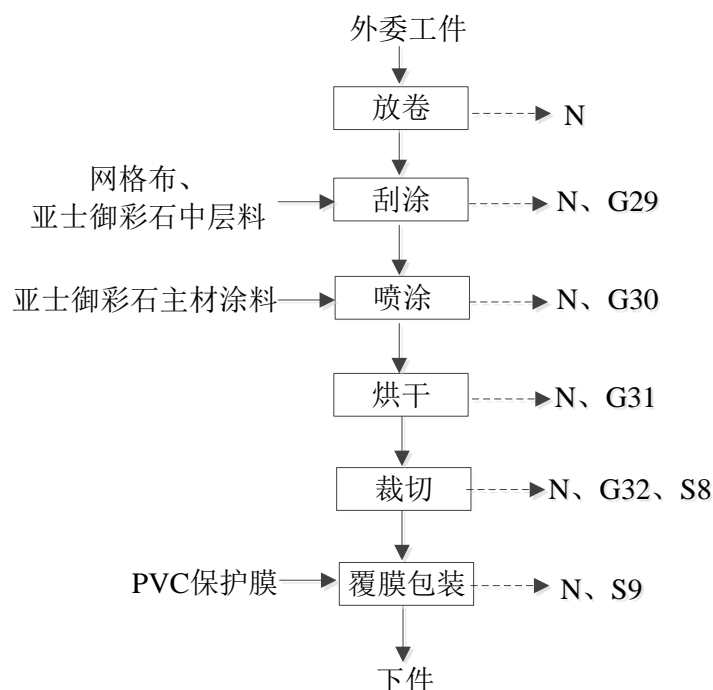 外委工件
放卷
N
网格布、
亚士御彩石中层料
刮涂
N、G29
亚士御彩石主材涂料
喷涂
N、G30
烘干
N、G31
裁切
N、G32、S8
PVC保护膜
覆膜包装
N、S9
下件